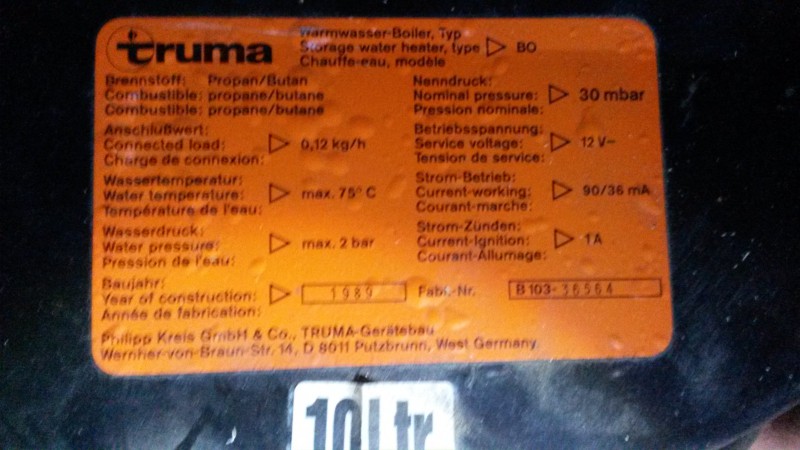 truma
Warmwasser-Boiler, Typ
Storage water heater, type ▷ BO
Chauffe-eau, modèle
Brennstoff: Propan/Butan
Combustible: propane/butane
Combustible: propane/butane
Nenndruck:
Nominal pressure: ▷ 30 mbar
Pression nominale:
Anschlußwert:
Connected load: ▷ 0,12 kg/h
Charge de connexion:
Betriebsspannung:
Service voltage: ▷ 12 V–
Tension de service:
Wassertemperatur:
Water temperature: ▷ max. 75° C
Température de l'eau:
Strom-Betrieb:
Current-working: ▷ 90/36 mA
Courant-marche:
Wasserdruck:
Water pressure: ▷ max. 2 bar
Pression de l'eau:
Strom-Zünden:
Current-Ignition: ▷ 1 A
Courant-Allumage:
Baujahr:
Year of construction: ▷ 1989
Année de fabrication:
Fabr.-Nr. B 103-36564
Philipp Kreis GmbH & Co., TRUMA-Gerätebau
Wernher-von-Braun-Str. 14, D 8011 Putzbrunn, West Germany
10Ltr